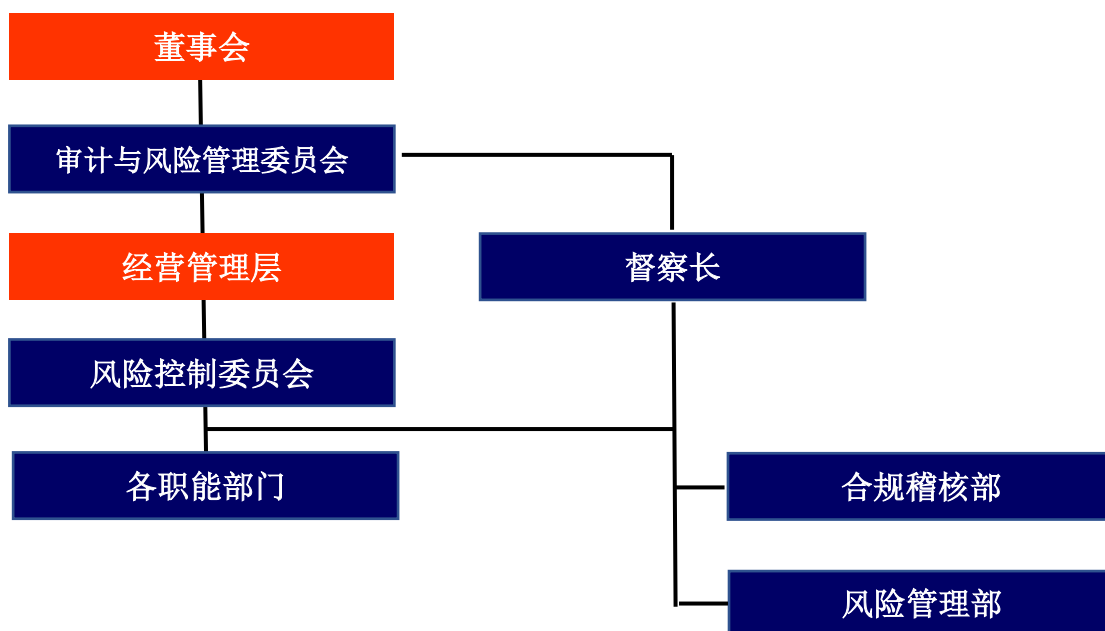 董事会
审计与风险管理委员会
经营管理层
督察长
风险控制委员会
各职能部门
合规稽核部
风险管理部